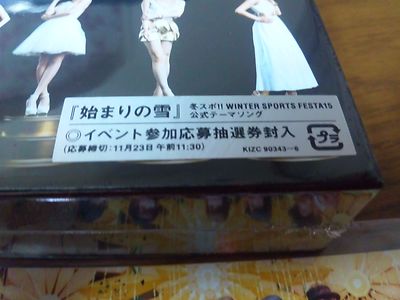 『始まりの雪』 冬スポ!! WINTER SPORTS FESTA15
公式テーマソング
◎イベント参加応募抽選券封入
(応募締切:11月23日 午前11:30)
KIZC 90343~6
プラ